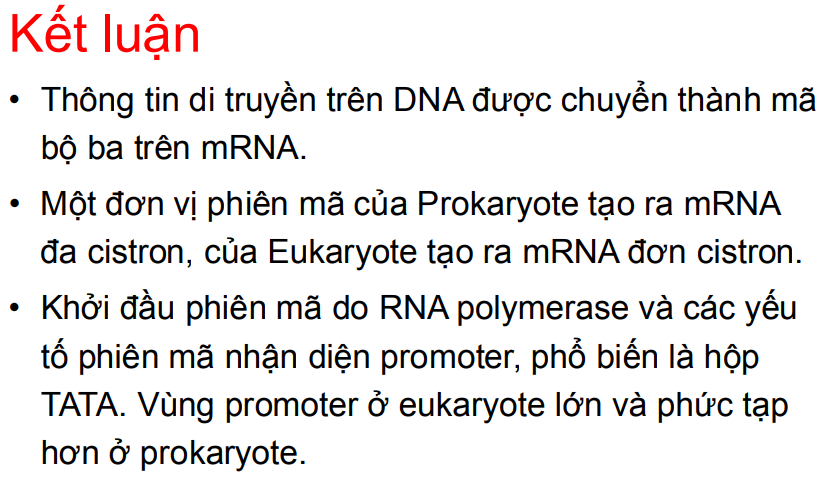 Kết luận
• Thông tin di truyền trên DNA được chuyển thành mã
bộ ba trên mRNA.
• Một đơn vị phiên mã của Prokaryote tạo ra mRNA
đa cistron, của Eukaryote tạo ra mRNA đơn cistron.
• Khởi đầu phiên mã do RNA polymerase và các yếu
tố phiên mã nhận diện promoter, phổ biến là hộp
TATA. Vùng promoter ở eukaryote lớn và phức tạp
hơn ở prokaryote.